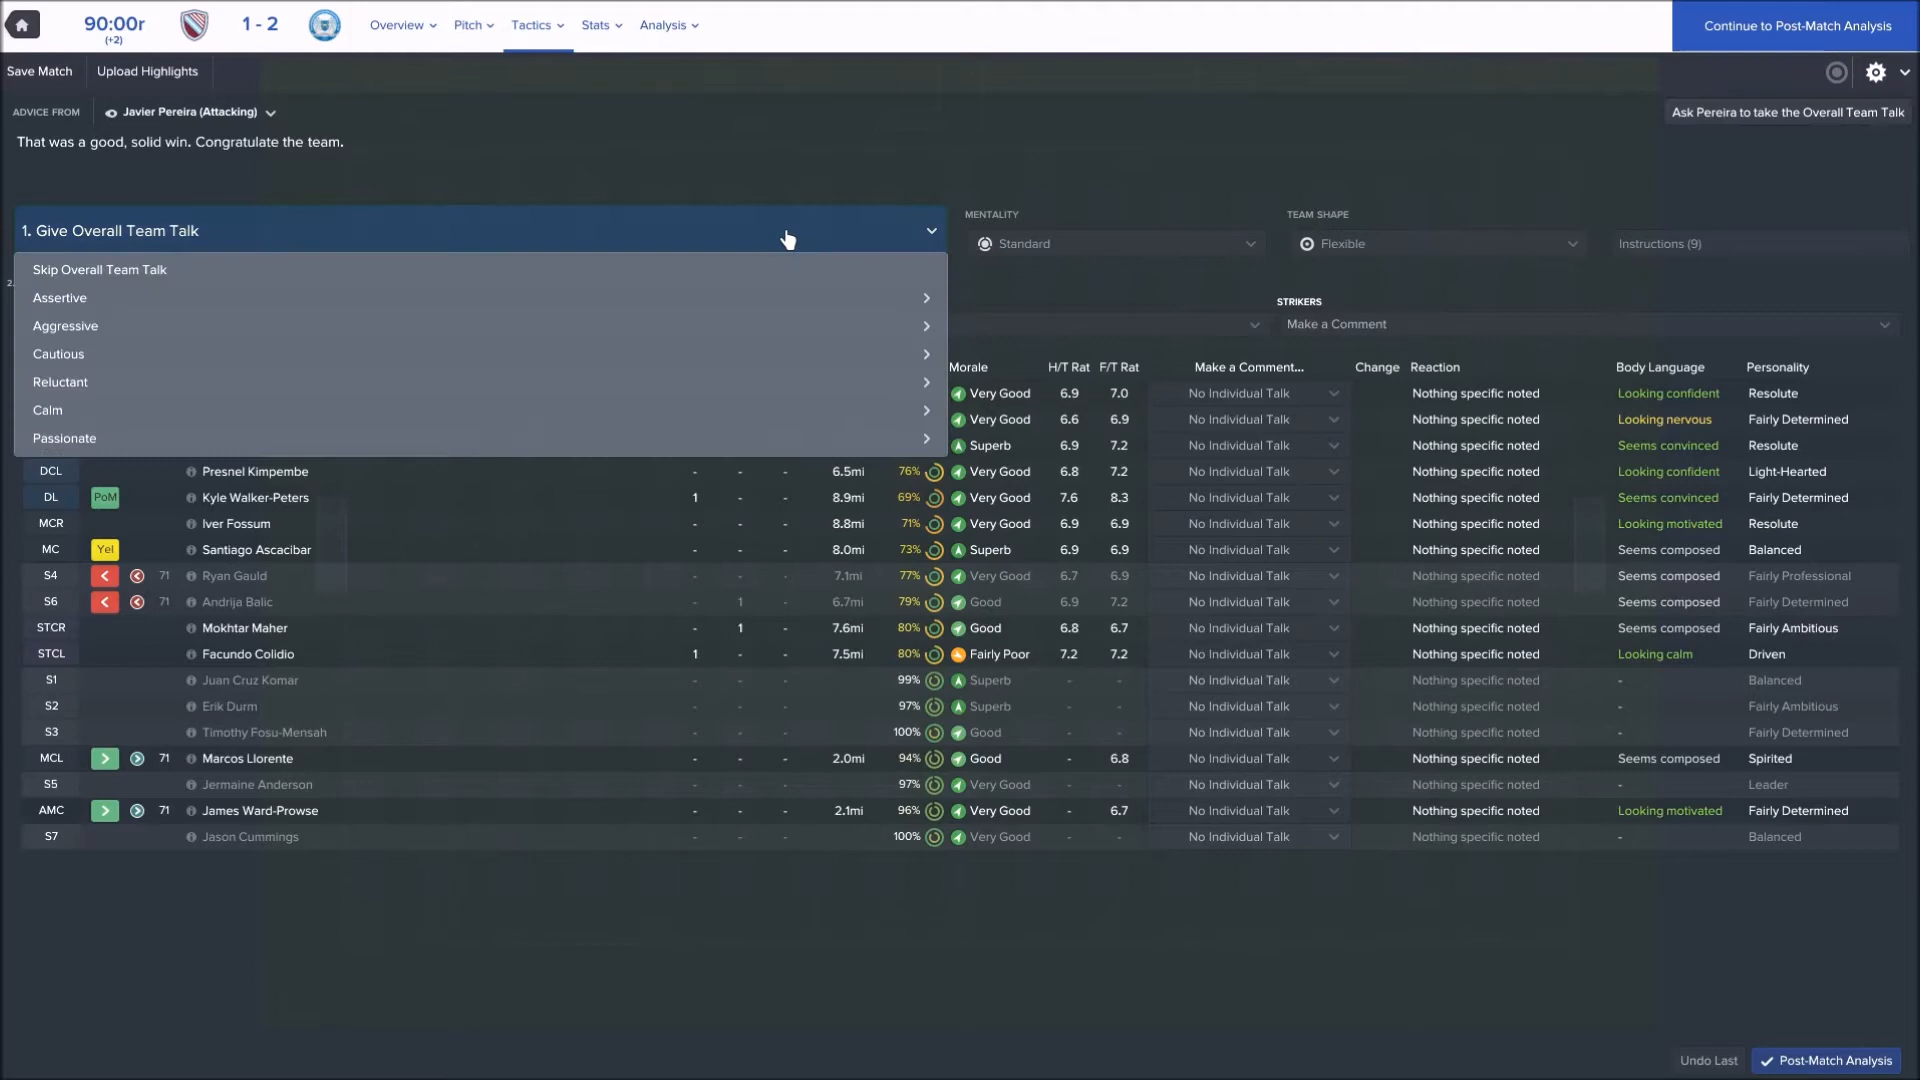 90:00r
(+2)
1 - 2
Overview
Pitch
Tactics
Stats
Analysis
Continue to Post-Match Analysis
Save Match
Upload Highlights
ADVICE FROM
Javier Pereira (Attacking)
Ask Pereira to take the Overall Team Talk
That was a good, solid win. Congratulate the team.
1. Give Overall Team Talk
MENTALITY
Standard
TEAM SHAPE
Flexible
Instructions (9)
Skip Overall Team Talk
Assertive
Aggressive
Cautious
Reluctant
Calm
Passionate
2.
STRIKERS
Make a Comment
Morale H/T Rat F/T Rat Make a Comment... Change Reaction Body Language Personality
Very Good 6.9 7.0 No Individual Talk Nothing specific noted Looking confident Resolute
Very Good 6.6 6.9 No Individual Talk Nothing specific noted Looking nervous Fairly Determined
Superb 6.9 7.2 No Individual Talk Nothing specific noted Seems convinced Resolute
DCL Presnel Kimpembe - - - 6.5mi 76% Very Good 6.8 7.2 No Individual Talk Nothing specific noted Looking confident Light-Hearted
DL PoM Kyle Walker-Peters 1 - - 8.9mi 69% Very Good 7.6 8.3 No Individual Talk Nothing specific noted Seems convinced Fairly Determined
MCR Iver Fossum - - - 8.8mi 71% Very Good 6.9 6.9 No Individual Talk Nothing specific noted Looking motivated Resolute
MC Yel Santiago Ascacibar - - - 8.0mi 73% Superb 6.9 6.9 No Individual Talk Nothing specific noted Seems composed Balanced
S4 71 Ryan Gauld - - - 7.1mi 77% Very Good 6.7 6.9 No Individual Talk Nothing specific noted Seems composed Fairly Professional
S6 71 Andrija Balic - 1 - 6.7mi 79% Good 6.9 7.2 No Individual Talk Nothing specific noted Seems composed Fairly Determined
STCR Mokhtar Maher - 1 - 7.6mi 80% Good 6.8 6.7 No Individual Talk Nothing specific noted Seems composed Fairly Ambitious
STCL Facundo Colidio 1 - - 7.5mi 80% Fairly Poor 7.2 7.2 No Individual Talk Nothing specific noted Looking calm Driven
S1 Juan Cruz Komar - - - 99% Superb - - No Individual Talk Nothing specific noted - Balanced
S2 Erik Durm - - - 97% Superb - - No Individual Talk Nothing specific noted - Fairly Ambitious
S3 Timothy Fosu-Mensah - - - 100% Good - - No Individual Talk Nothing specific noted - Fairly Determined
MCL 71 Marcos Llorente - - - 2.0mi 94% Good - 6.8 No Individual Talk Nothing specific noted Seems composed Spirited
S5 Jermaine Anderson - - - 97% Very Good - - No Individual Talk Nothing specific noted - Leader
AMC 71 James Ward-Prowse - - - 2.1mi 96% Very Good - 6.7 No Individual Talk Nothing specific noted Looking motivated Fairly Determined
S7 Jason Cummings - - - 100% Very Good - - No Individual Talk Nothing specific noted - Balanced
Undo Last
Post-Match Analysis